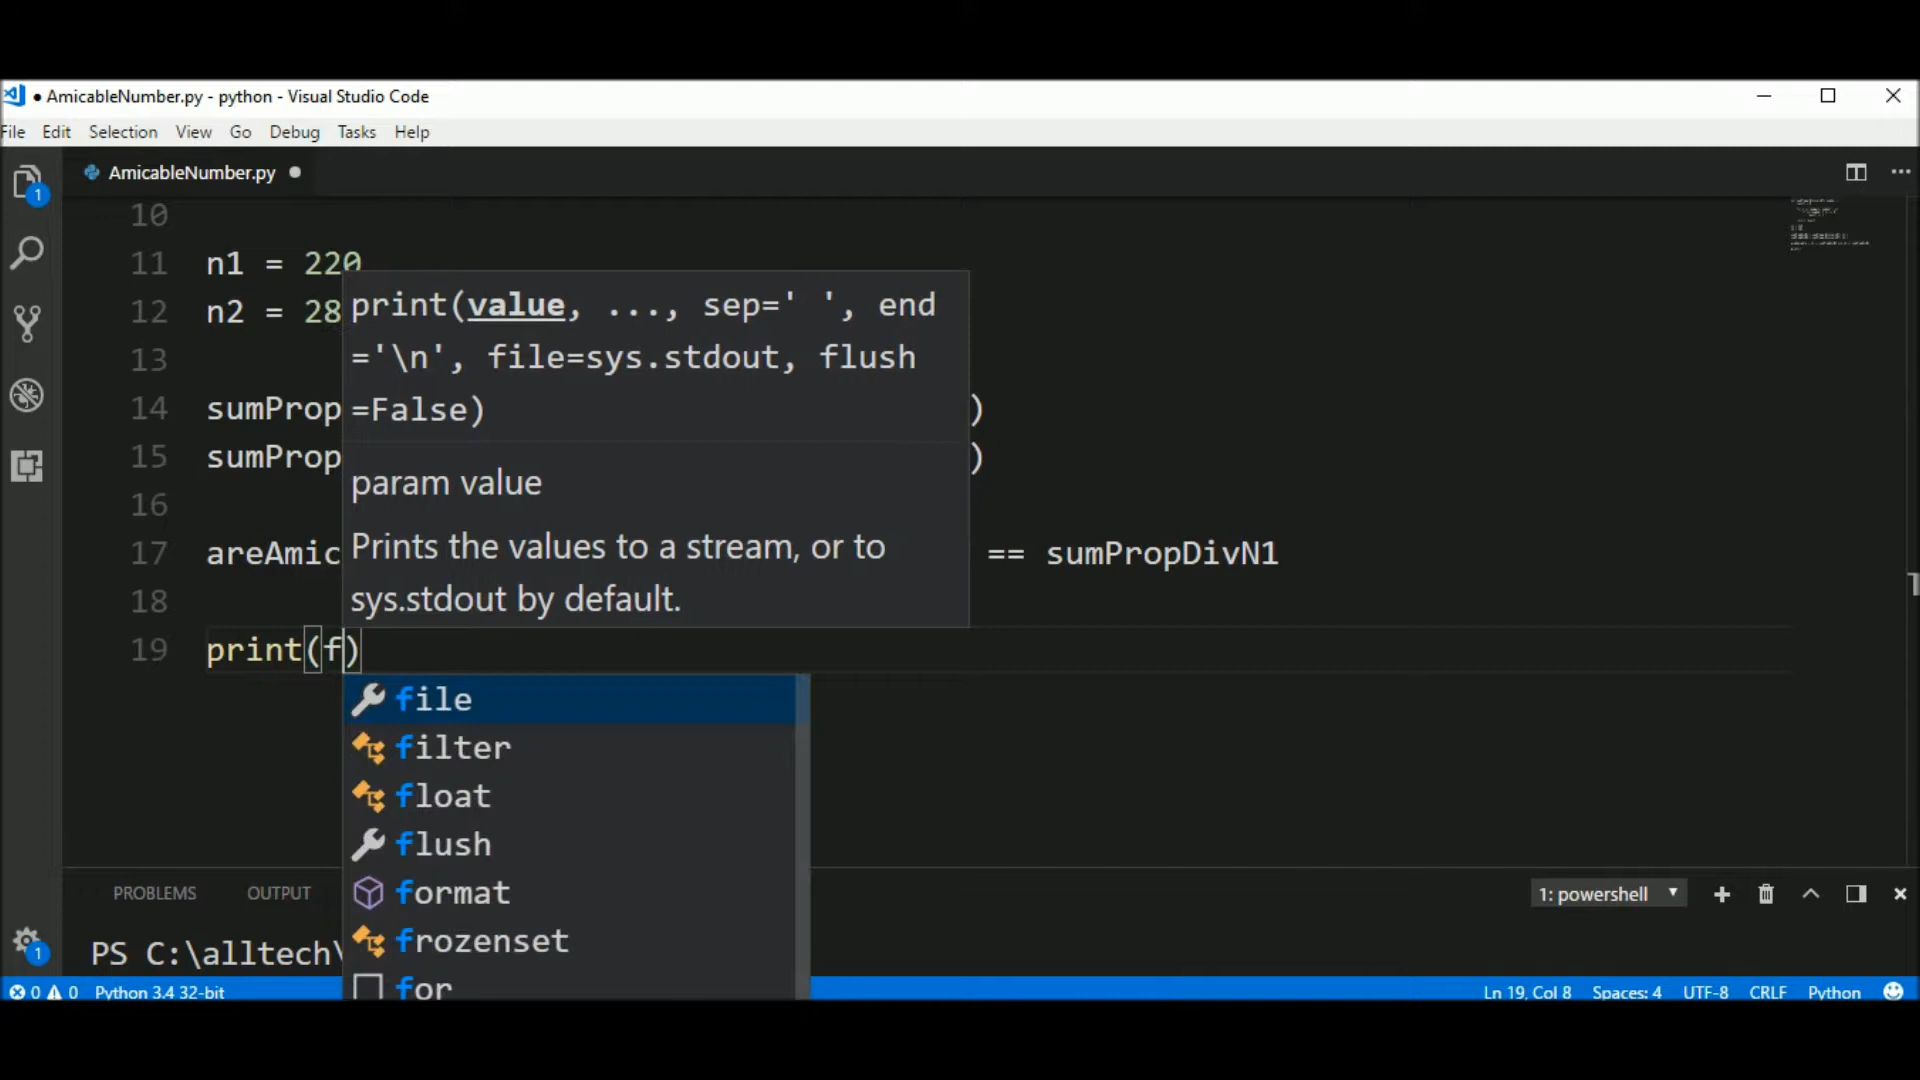 ● AmicableNumber.py - python - Visual Studio Code
File Edit Selection View Go Debug Tasks Help
AmicableNumber.py ●
10
11 n1 = 220
12 n2 = 28
13
14 sumProp )
15 sumProp )
16
17 areAmic == sumPropDivN1
18
19 print(f)
print(value, ..., sep=' ', end
='\n', file=sys.stdout, flush
=False)
param value
Prints the values to a stream, or to
sys.stdout by default.
file
filter
float
flush
format
frozenset
for
PROBLEMS OUTPUT 1: powershell
PS C:\alltech\
0 0 Python 3.4 32-bit Ln 19, Col 8 Spaces: 4 UTF-8 CRLF Python
1
1